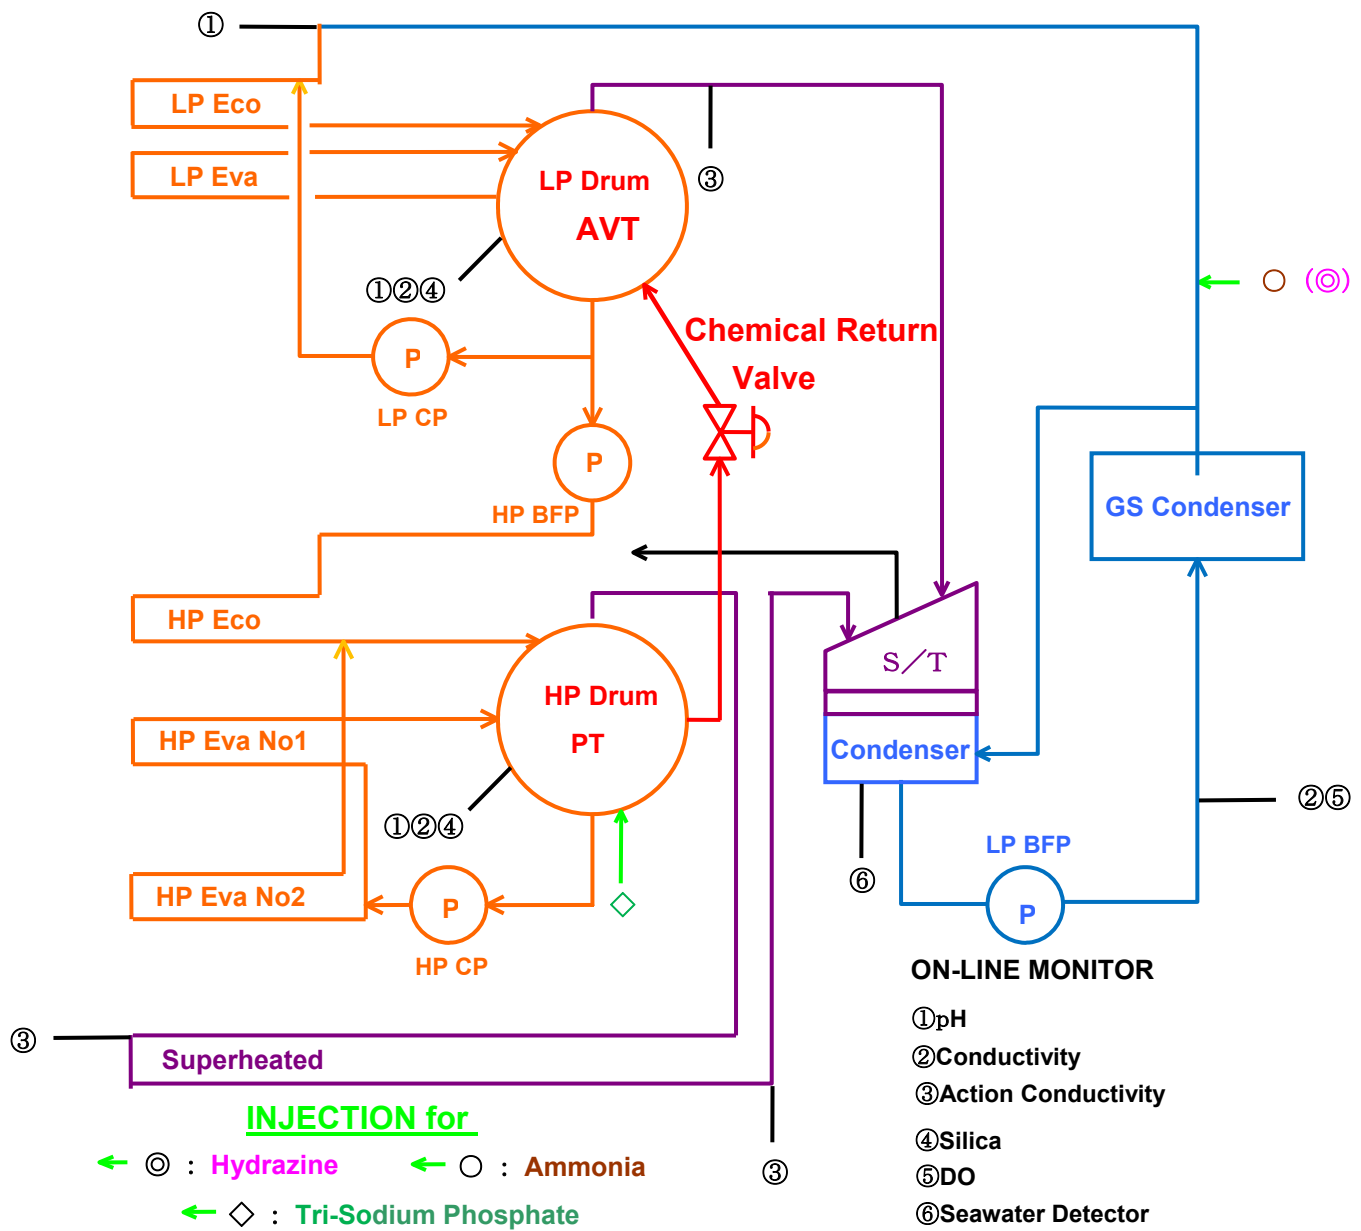 ①
LP Eco
LP Eva
LP Drum
AVT
③
①②④
(◎)
Chemical Return
Valve
P
LP CP
P
HP BFP
GS Condenser
HP Eco
S/T
HP Drum
PT
HP Eva No1
Condenser
①②④
②⑤
LP BFP
⑥
HP Eva No2
P
P
HP CP
ON-LINE MONITOR
①pH
②Conductivity
③Action Conductivity
④Silica
⑤DO
⑥Seawater Detector
③
Superheated
③
INJECTION for
◎ : Hydrazine
○ : Ammonia
◇ : Tri-Sodium Phosphate